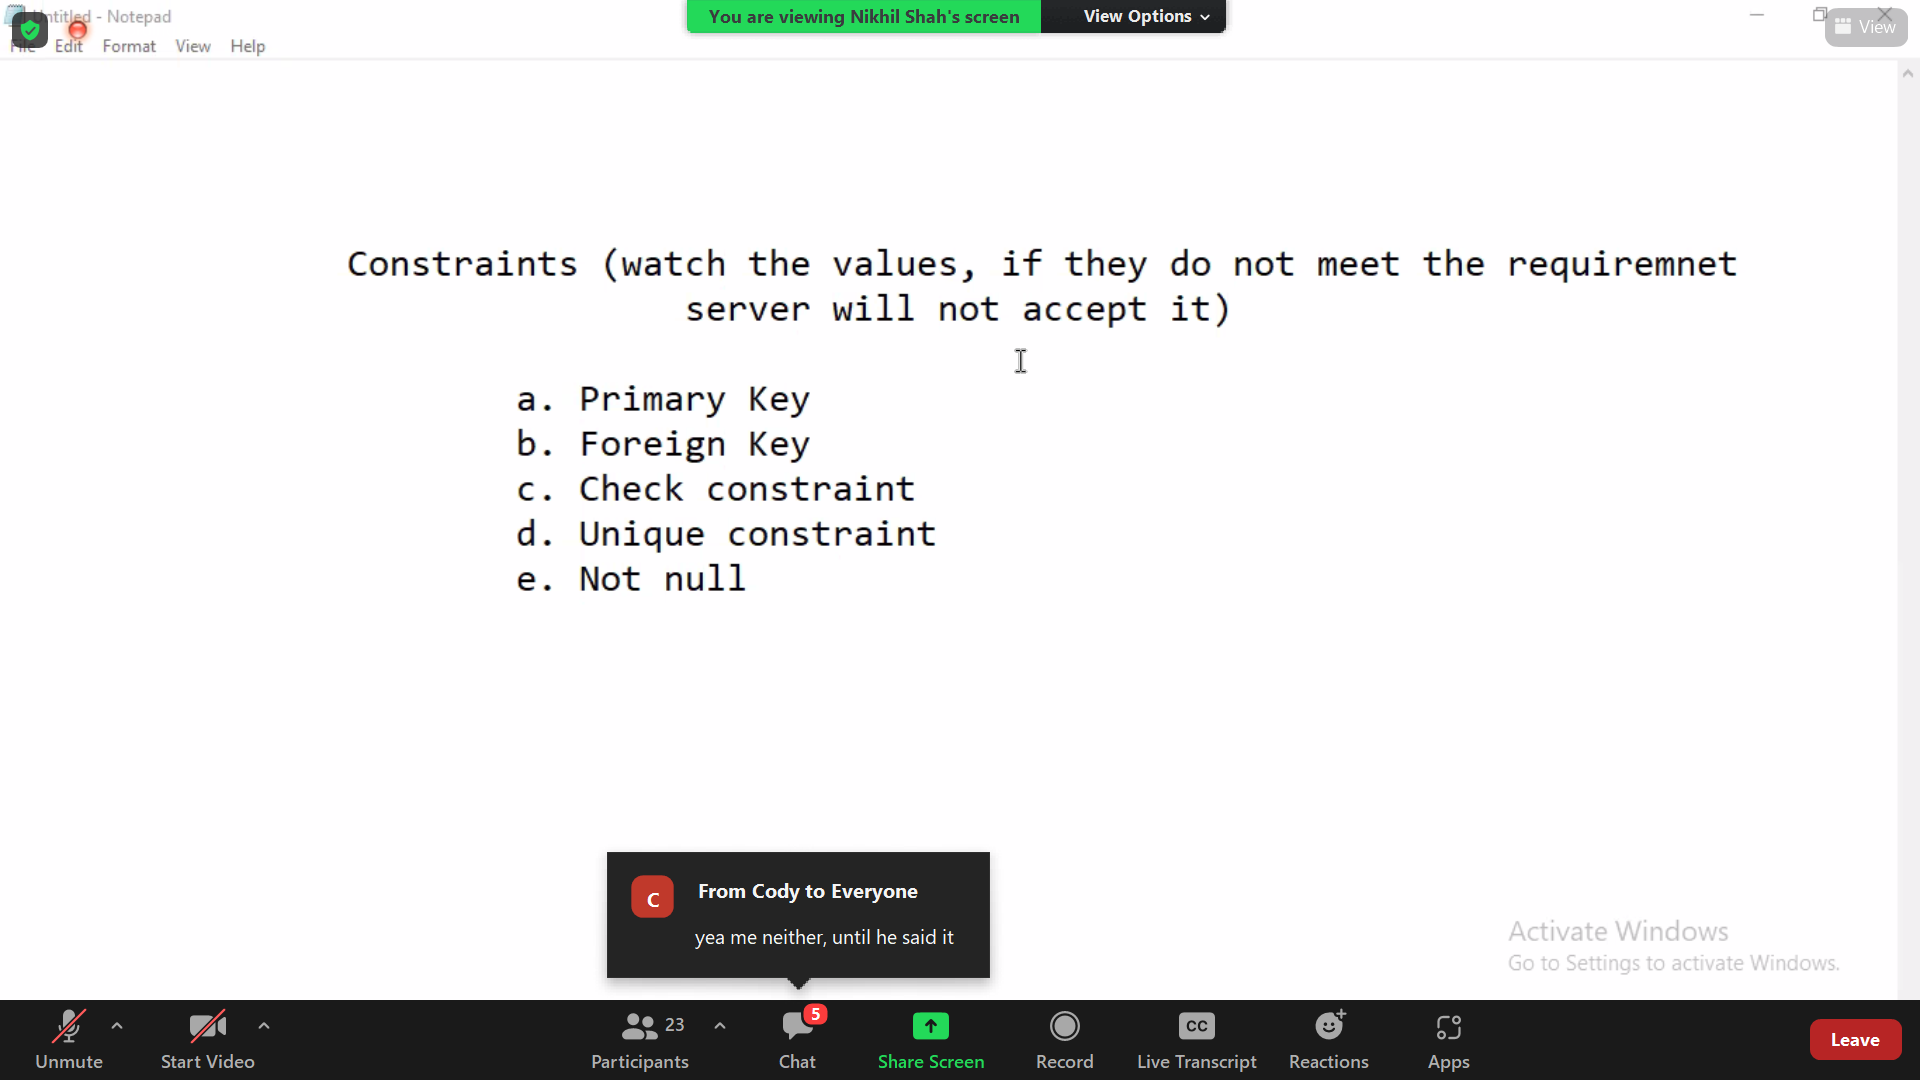 Untitled - Notepad
You are viewing Nikhil Shah's screen
View Options
View
File Edit Format View Help
Constraints (watch the values, if they do not meet the requiremnet
server will not accept it)
a. Primary Key
b. Foreign Key
c. Check constraint
d. Unique constraint
e. Not null
C
From Cody to Everyone
yea me neither, until he said it
Activate Windows
Go to Settings to activate Windows.
23
5
CC
Unmute
Start Video
Participants
Chat
Share Screen
Record
Live Transcript
Reactions
Apps
Leave